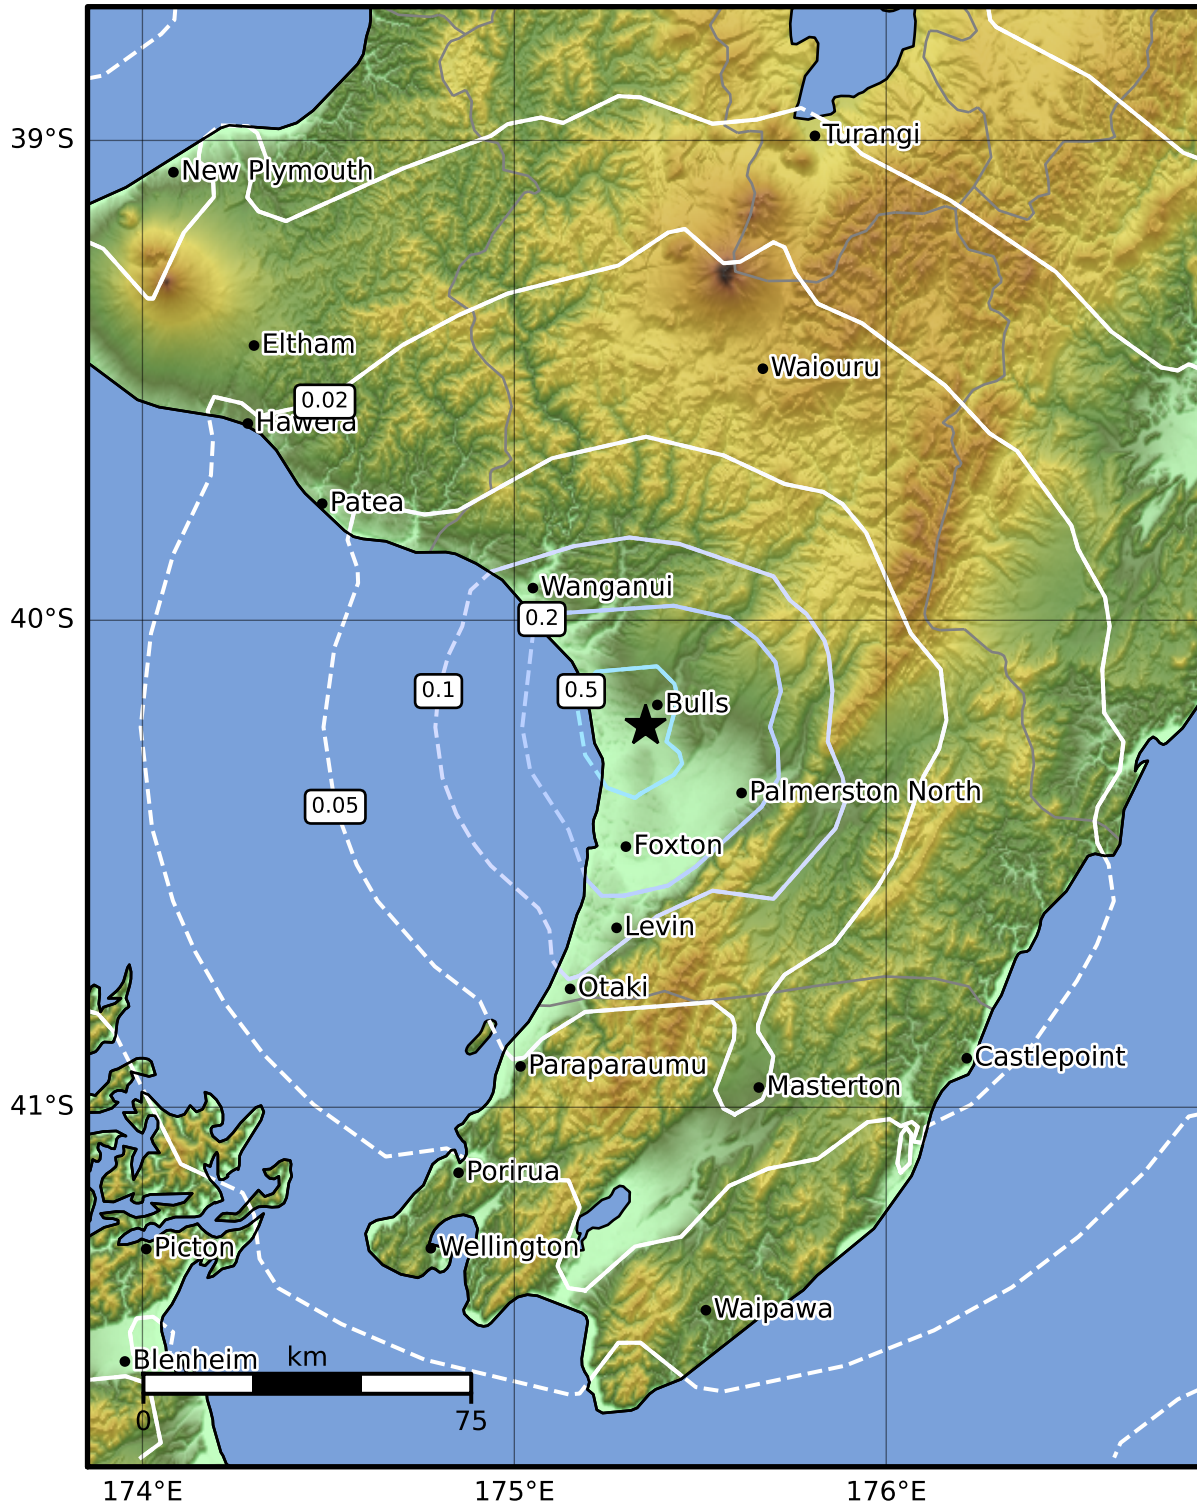 39°S
Turangi
New Plymouth
Eltham
Waiouru
0.02
Hawera
Patea
Wanganui
40°S
0.2
0.1
0.5
Bulls
0.05
Palmerston North
Foxton
Levin
Otaki
Paraparaumu
Castlepoint
Masterton
41°S
Porirua
Picton
Wellington
Waipawa
Blenheim
km
0
75
174°E
175°E
176°E